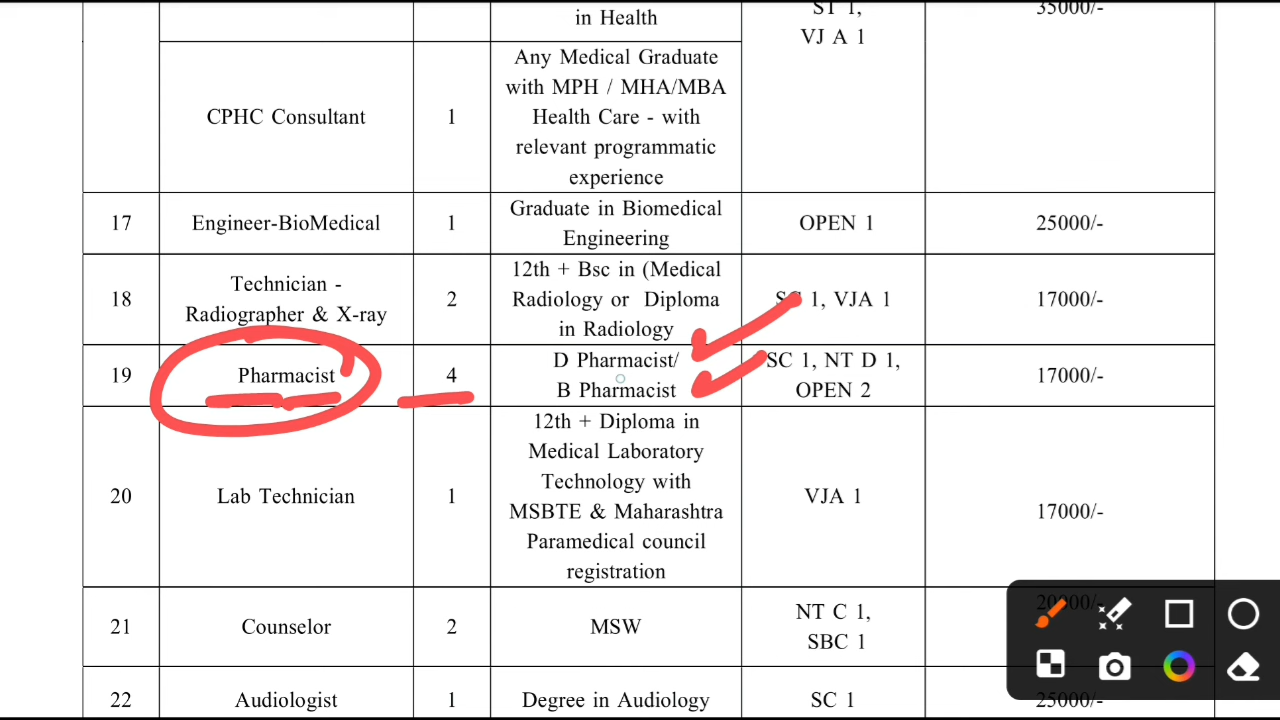 in Health
ST 1,
VJ A 1
35000/-
CPHC Consultant
1
Any Medical Graduate
with MPH / MHA/MBA
Health Care - with
relevant programmatic
experience
17
Engineer-BioMedical
1
Graduate in Biomedical
Engineering
OPEN 1
25000/-
18
Technician -
Radiographer & X-ray
2
12th + Bsc in (Medical
Radiology or Diploma
in Radiology
SC 1, VJA 1
17000/-
19
Pharmacist
4
D Pharmacist/
B Pharmacist
SC 1, NT D 1,
OPEN 2
17000/-
20
Lab Technician
1
12th + Diploma in
Medical Laboratory
Technology with
MSBTE & Maharashtra
Paramedical council
registration
VJA 1
17000/-
21
Counselor
2
MSW
NT C 1,
SBC 1
20000/-
22
Audiologist
1
Degree in Audiology
SC 1
25000/-